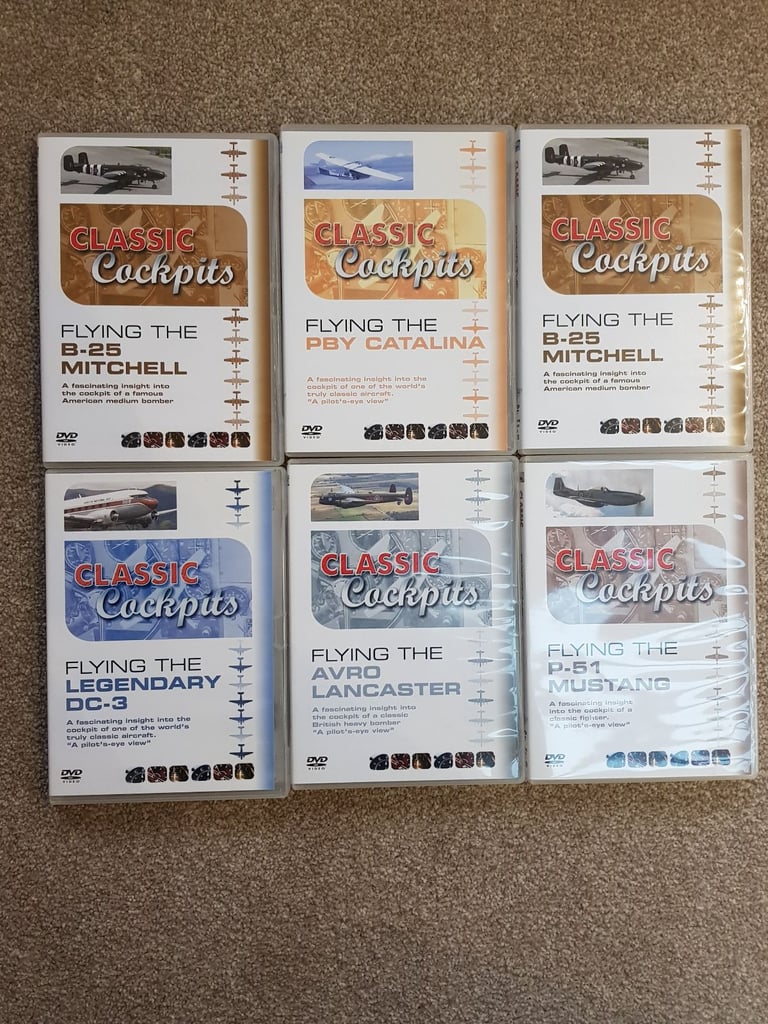 CLASSIC
Cockpits
FLYING THE
B-25
MITCHELL
A fascinating insight into
the cockpit of a famous
American medium bomber
DVD
VIDEO
CLASSIC
Cockpits
FLYING THE
PBY CATALINA
A fascinating insight into the
cockpit of one of the world's
truly classic aircraft.
"A pilot's-eye view"
DVD
VIDEO
CLASSIC
Cockpits
FLYING THE
B-25
MITCHELL
A fascinating insight into
the cockpit of a famous
American medium bomber
DVD
VIDEO
CLASSIC
Cockpits
FLYING THE
LEGENDARY
DC-3
A fascinating insight into the
cockpit of one of the world's
truly classic aircraft.
"A pilot's-eye view"
DVD
VIDEO
CLASSIC
Cockpits
FLYING THE
AVRO
LANCASTER
A fascinating insight into
the cockpit of a classic
British heavy bomber
"A pilot's-eye view"
DVD
VIDEO
CLASSIC
Cockpits
FLYING THE
P-51
MUSTANG
A fascinating insight
into the cockpit of a
classic fighter.
"A pilot's-eye view"
DVD
VIDEO